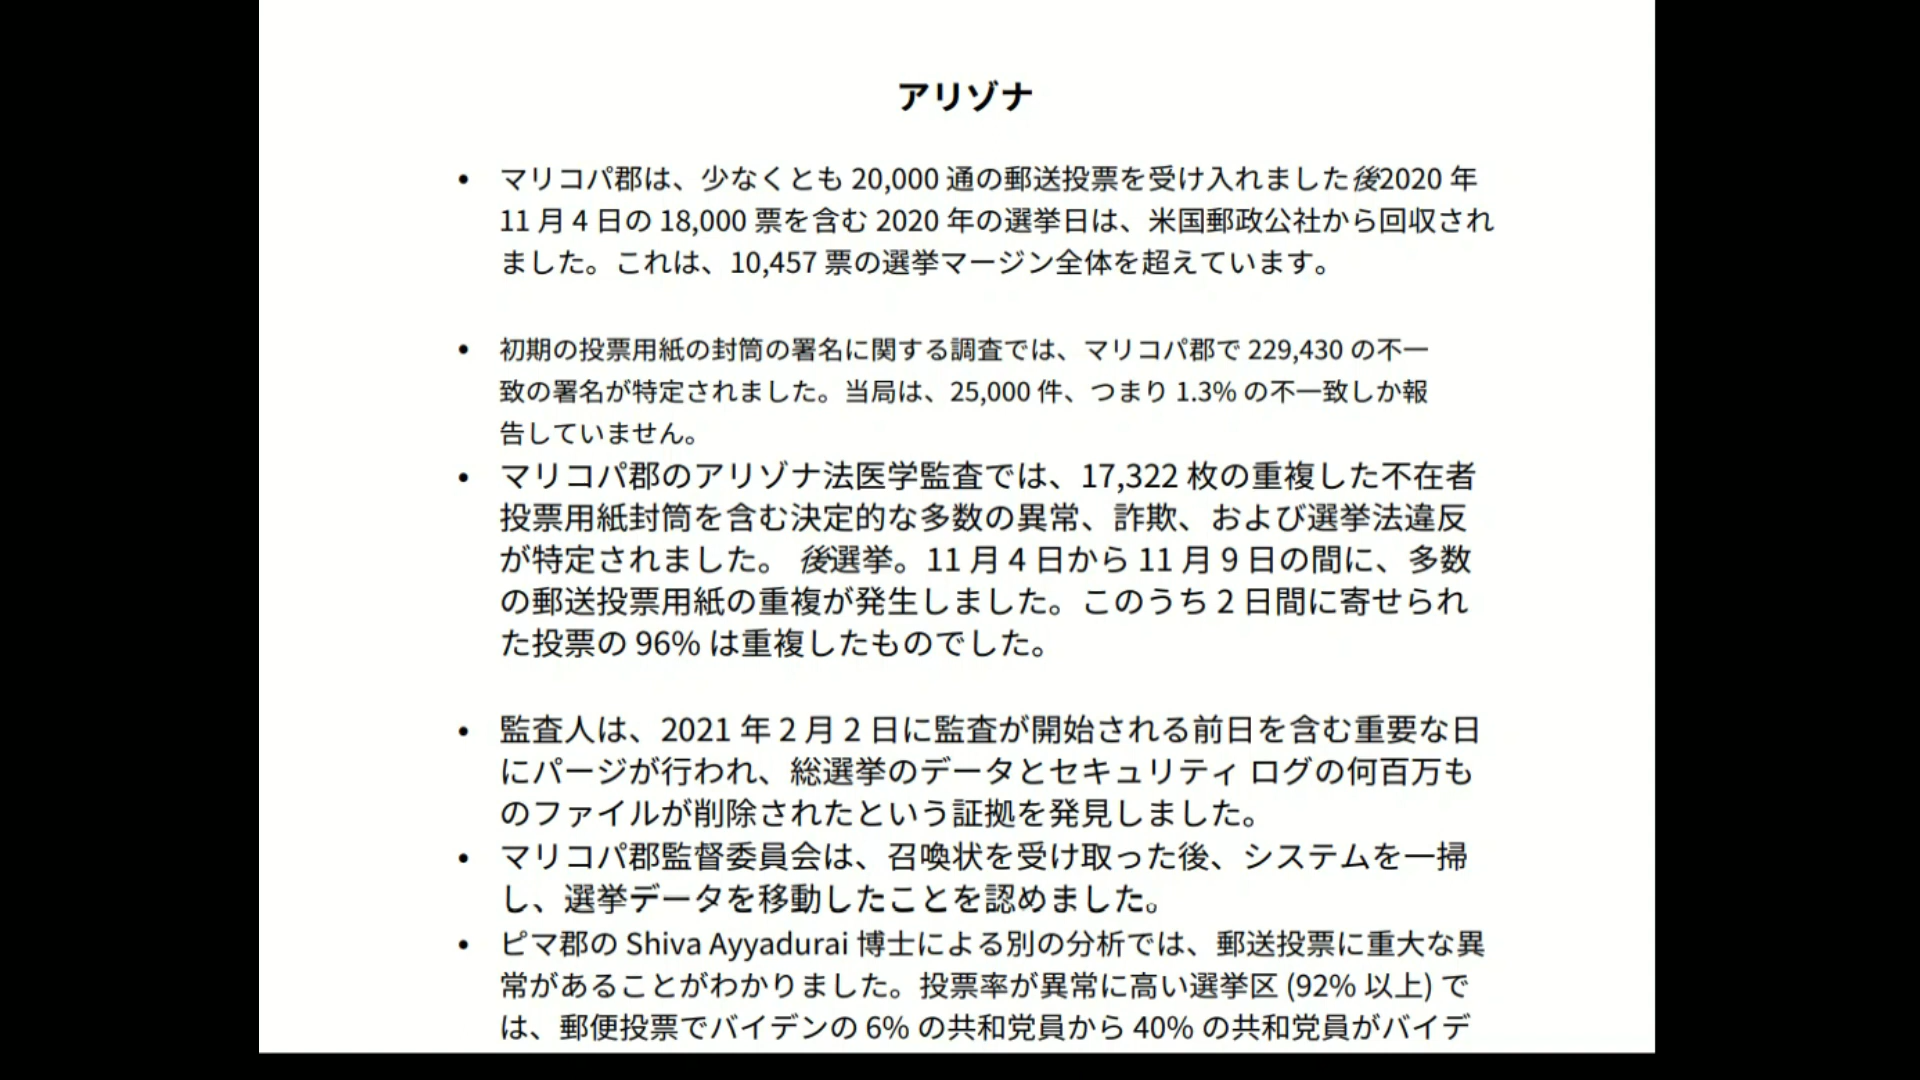 アリゾナ
• マリコパ郡は、少なくとも 20,000 通の郵送投票を受け入れました後2020 年
11 月 4 日の 18,000 票を含む 2020 年の選挙日は、米国郵政公社から回収され
ました。これは、10,457 票の選挙マージン全体を超えています。
• 初期の投票用紙の封筒の署名に関する調査では、マリコパ郡で 229,430 の不一
致の署名が特定されました。当局は、25,000 件、つまり 1.3% の不一致しか報
告していません。
• マリコパ郡のアリゾナ法医学監査では、17,322 枚の重複した不在者
投票用紙封筒を含む決定的な多数の異常、詐欺、および選挙法違反
が特定されました。 後選挙。11 月 4 日から 11 月 9 日の間に、多数
の郵送投票用紙の重複が発生しました。このうち 2 日間に寄せられ
た投票の 96% は重複したものでした。
• 監査人は、2021 年 2 月 2 日に監査が開始される前日を含む重要な日
にパージが行われ、総選挙のデータとセキュリティ ログの何百万も
のファイルが削除されたという証拠を発見しました。
• マリコパ郡監督委員会は、召喚状を受け取った後、システムを一掃
し、選挙データを移動したことを認めました。
• ピマ郡の Shiva Ayyadurai 博士による別の分析では、郵送投票に重大な異
常があることがわかりました。投票率が異常に高い選挙区 (92% 以上) で
は、郵便投票でバイデンの 6% の共和党員から 40% の共和党員がバイデ